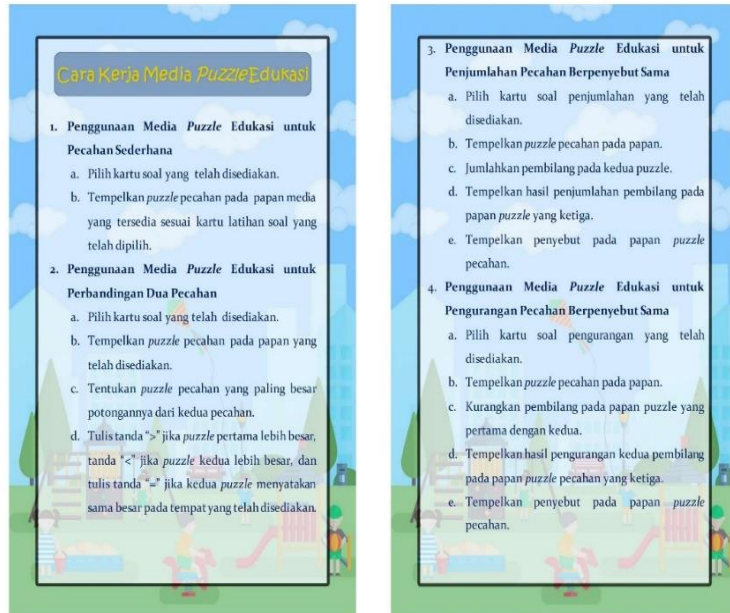 Cara Kerja Media Puzzle Edukasi
1. Penggunaan Media Puzzle Edukasi untuk
Pecahan Sederhana
a. Pilih kartu soal yang telah disediakan.
b. Tempelkan puzzle pecahan pada papan media
yang tersedia sesuai kartu latihan soal yang
telah dipilih.
2. Penggunaan Media Puzzle Edukasi untuk
Perbandingan Dua Pecahan
a. Pilih kartu soal yang telah disediakan.
b. Tempelkan puzzle pecahan pada papan yang
telah disediakan.
c. Tentukan puzzle pecahan yang paling besar
potongannya dari kedua pecahan.
d. Tulis tanda “>” jika puzzle pertama lebih besar,
tanda “<” jika puzzle kedua lebih besar, dan
tulis tanda “=” jika kedua puzzle menyatakan
sama besar pada tempat yang telah disediakan.
3. Penggunaan Media Puzzle Edukasi untuk
Penjumlahan Pecahan Berpenyebut Sama
a. Pilih kartu soal penjumlahan yang telah
disediakan.
b. Tempelkan puzzle pecahan pada papan.
c. Jumlahkan pembilang pada kedua puzzle.
d. Tempelkan hasil penjumlahan pembilang pada
papan puzzle yang ketiga.
e. Tempelkan penyebut pada papan puzzle
pecahan.
4. Penggunaan Media Puzzle Edukasi untuk
Pengurangan Pecahan Berpenyebut Sama
a. Pilih kartu soal pengurangan yang telah
disediakan.
b. Tempelkan puzzle pecahan pada papan.
c. Kurangkan pembilang pada papan puzzle yang
pertama dengan kedua.
d. Tempelkan hasil pengurangan kedua pembilang
pada papan puzzle pecahan yang ketiga.
e. Tempelkan penyebut pada papan puzzle
pecahan.